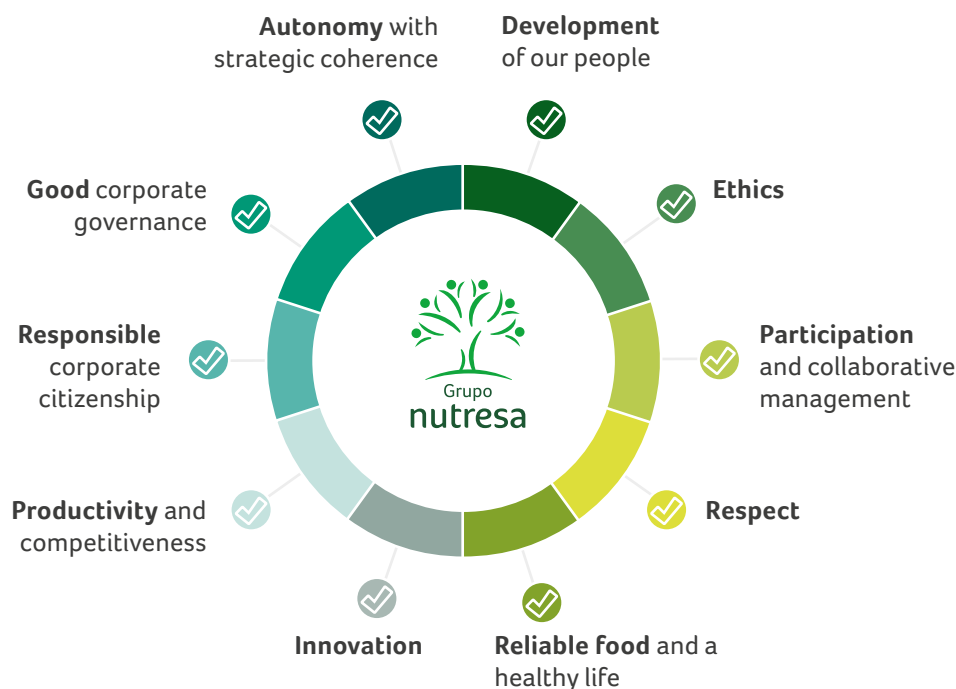 Autonomy with
strategic coherence
Development
of our people
Good corporate
governance
Ethics
Responsible
corporate
citizenship
Participation
and collaborative
management
Grupo
nutresa
Productivity and
competitiveness
Respect
Innovation
Reliable food and a
healthy life